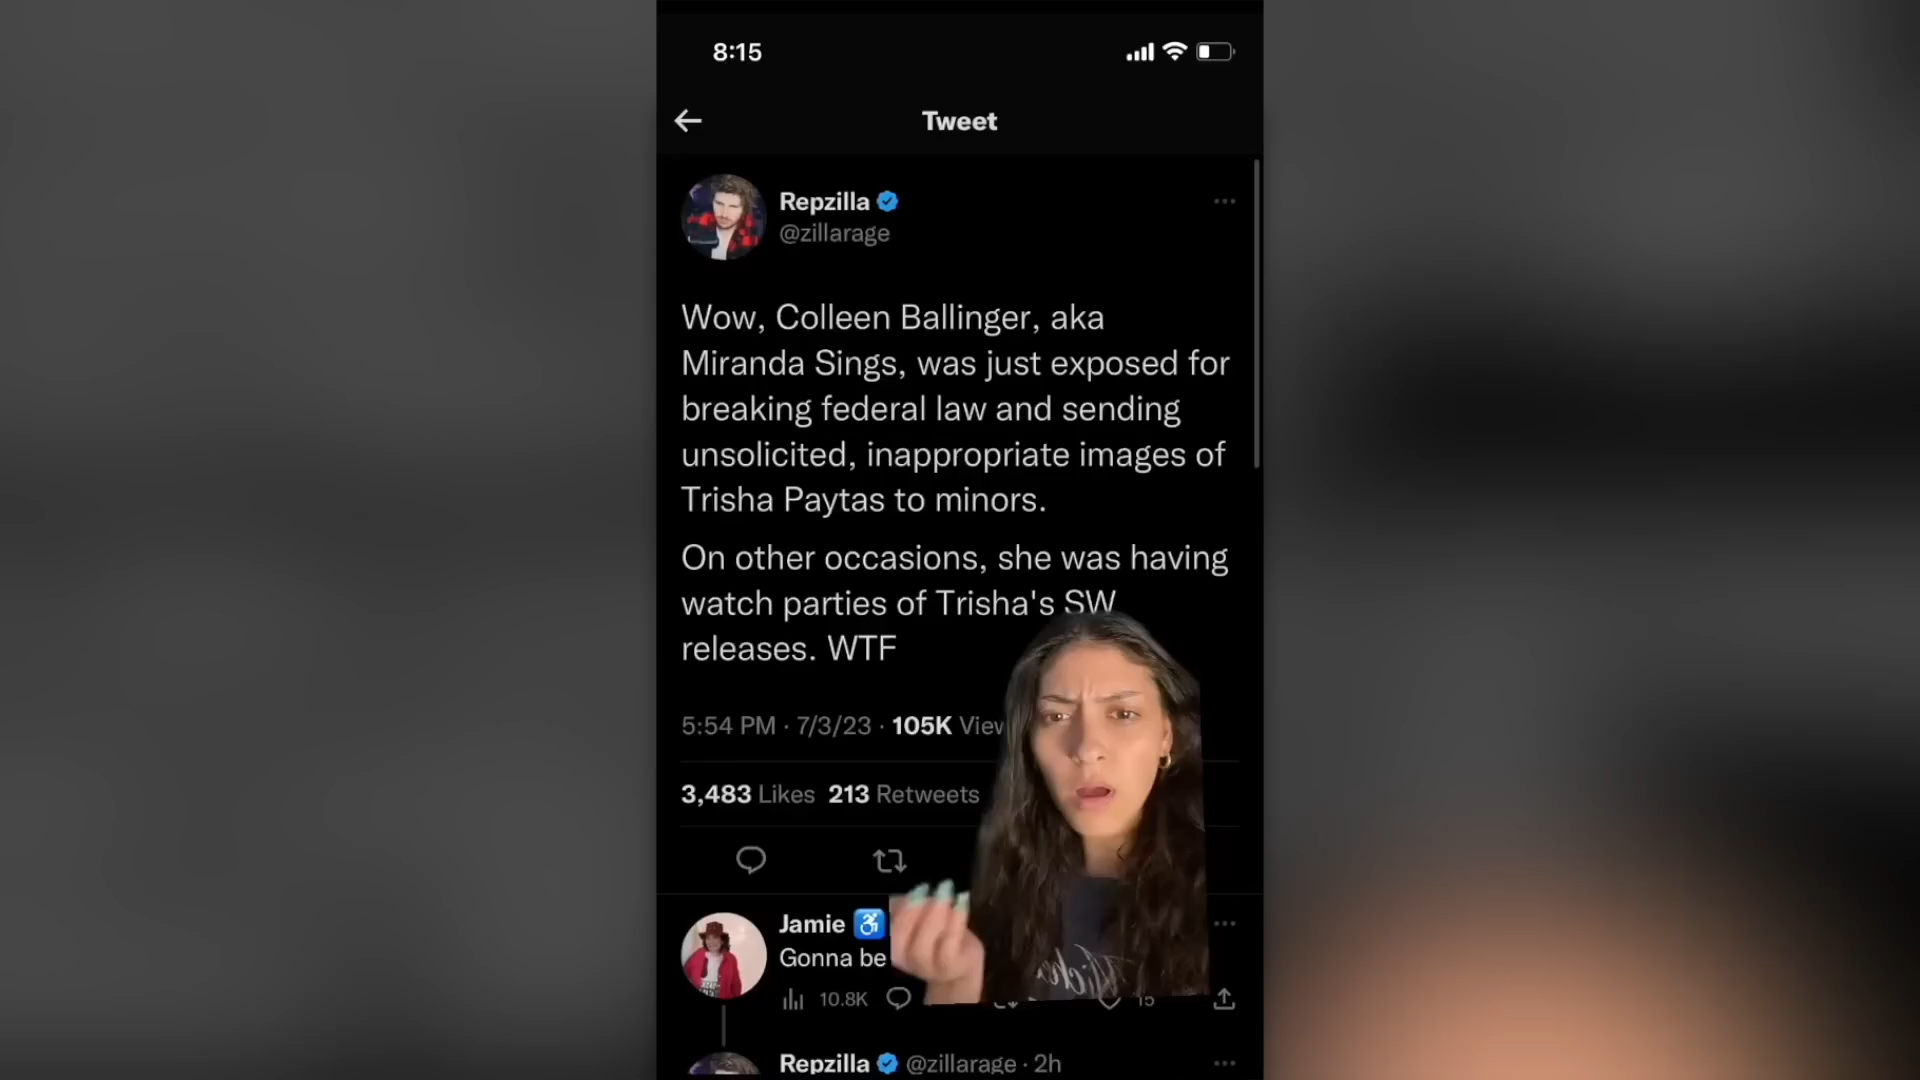 8:15
Tweet
Repzilla
@zillarage
Wow, Colleen Ballinger, aka
Miranda Sings, was just exposed for
breaking federal law and sending
unsolicited, inappropriate images of
Trisha Paytas to minors.
On other occasions, she was having
watch parties of Trisha's SW
releases. WTF
5:54 PM · 7/3/23 · 105K
3,483 Likes 213 Retweets
Jamie
Gonna be
10.8K 15
Repzilla @zillarage · 2h